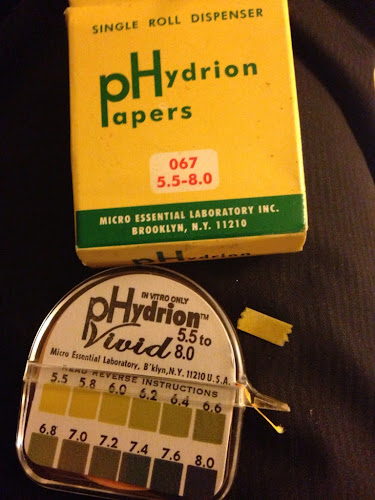 SINGLE ROLL DISPENSER
pHydrion
Papers
067
5.5-8.0
MICRO ESSENTIAL LABORATORY INC.
BROOKLYN, N.Y. 11210
pHydrion
IN VITRO ONLY
pHydrion™
Vivid 5.5 to 8.0
Micro Essential Laboratory, B'klyn, N.Y. 11210 U.S.A.
READ REVERSE INSTRUCTIONS
5.5 5.8 6.0 6.2 6.4 6.6
6.8 7.0 7.2 7.4 7.6 8.0